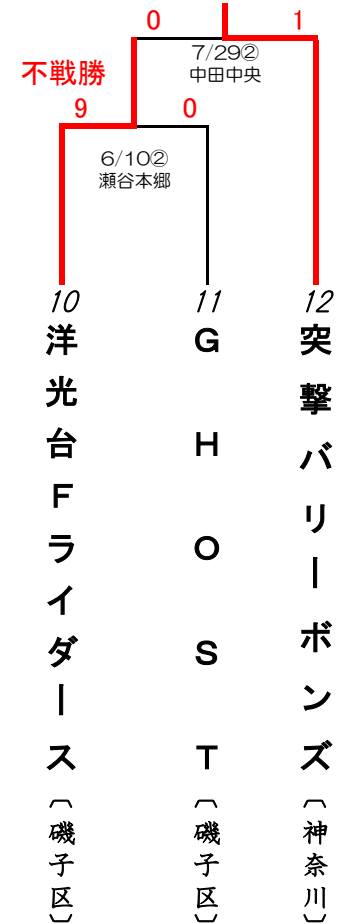 0 1
7/29②
中田中央
不戦勝
9 0
6/10②
瀬谷本郷
10 11 12
洋光台Fライダース〔磯子区〕
GHOST〔磯子区〕
突撃バリーボンズ〔神奈川〕